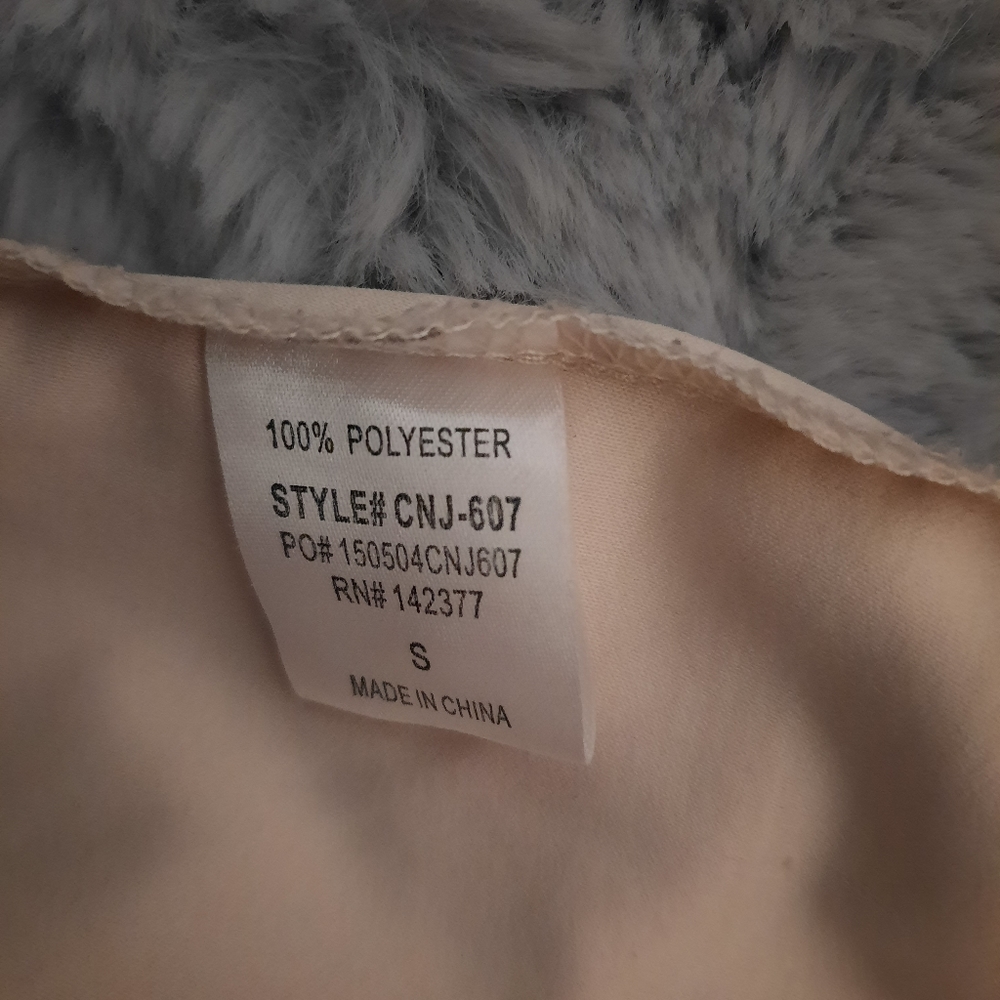 100% POLYESTER
STYLE# CNJ-607
PO# 150504CNJ607
RN# 142377
S
MADE IN CHINA